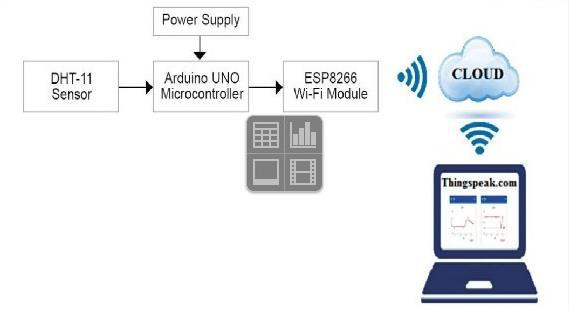 Power Supply
DHT-11
Sensor
Arduino UNO
Microcontroller
ESP8266
Wi-Fi Module
CLOUD
Thingspeak.com